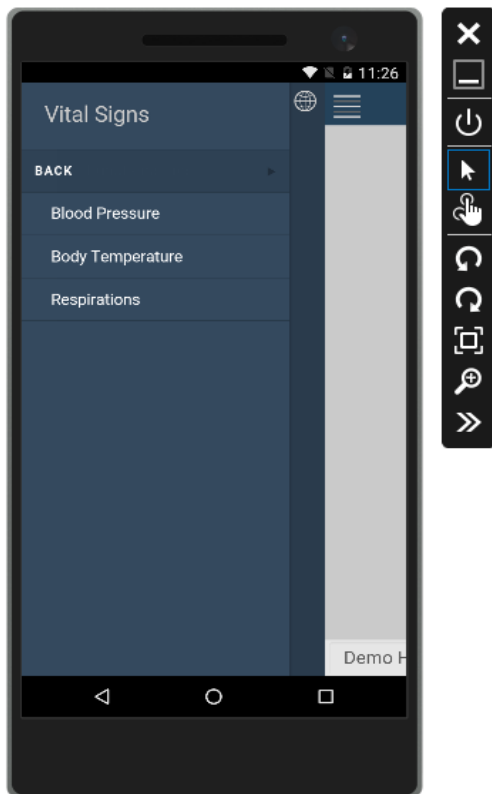 11:26
Vital Signs
BACK
Blood Pressure
Body Temperature
Respirations
Demo H